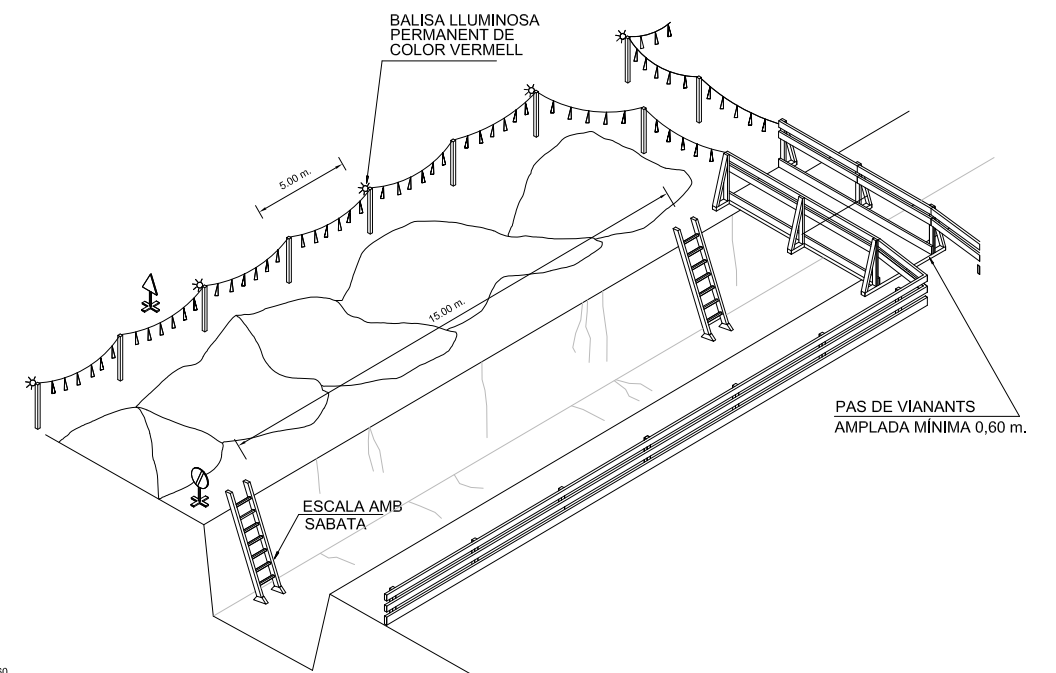 BALISA LLUMINOSA
PERMANENT DE
COLOR VERMELL
5.00 m.
15.00 m.
PAS DE VIANANTS
AMPLADA MÍNIMA 0,60 m.
ESCALA AMB
SABATA
60